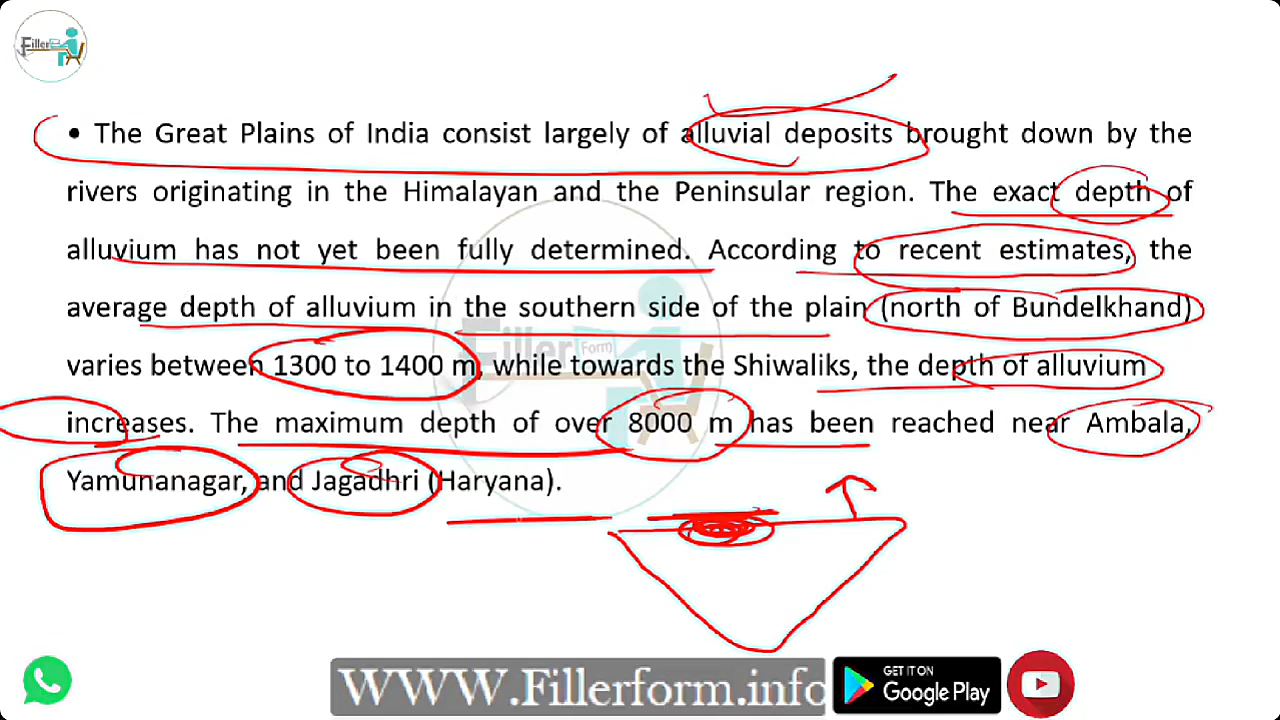 Filler Form
• The Great Plains of India consist largely of alluvial deposits brought down by the
rivers originating in the Himalayan and the Peninsular region. The exact depth of
alluvium has not yet been fully determined. According to recent estimates, the
average depth of alluvium in the southern side of the plain (north of Bundelkhand)
varies between 1300 to 1400 m, while towards the Shiwaliks, the depth of alluvium
increases. The maximum depth of over 8000 m has been reached near Ambala,
Yamunanagar, and Jagadhri (Haryana).
Filler Form
WWW.Fillerform.info
GET IT ON
Google Play